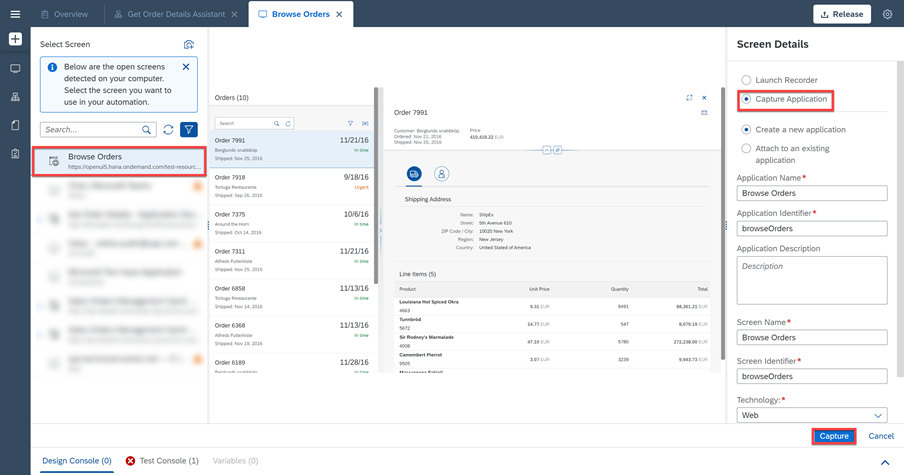 Overview
Get Order Details Assistant
Browse Orders
Release
Select Screen
Below are the open screens
detected on your computer.
Select the screen you want
to use in your automation.
Search...
Browse Orders
https://openui5.hana.ondemand.com/test-resourc...
Orders (10)
Search
Order 7991 11/21/16
Berglunds snabbköp In time
Shipped: Nov 25, 2016
Order 7918 9/18/16
Tortuga Restaurante Urgent
Shipped: Sep 26, 2016
Order 7375 10/6/16
Around the Horn In time
Shipped: Oct 14, 2016
Order 7311 11/25/16
Alfreds Futterkiste In time
Shipped: Nov 25, 2016
Order 6858 11/13/16
Tortuga Restaurante In time
Shipped: Nov 14, 2016
Order 6368 11/13/16
Alfreds Futterkiste In time
Shipped: Nov 19, 2016
Order 6189 11/28/16
Berglunds snabbköp In time
Order 7991
Customer: Berglunds snabbköp Price
Ordered: Nov 21, 2016 410,418.22 EUR
Shipped: Nov 25, 2016
Shipping Address
Name: ShipEx
Street: 5th Avenue 610
ZIP Code / City: 10020 New York
Region: New Jersey
Country: United Staset of America
Line Items (5)
Product Unit Price Quantity Total
Louisiana Hot Spiced Okra
4663 9.31 EUR 9491 88,361.21 EUR
Tunnbröd
5672 14.77 EUR 547 8,079.19 EUR
Sir Rodney's Marmalade
4008 47.10 EUR 5780 272,238.00 EUR
Camembert Pierrot
9505 3.07 EUR 3239 9,943.73 EUR
Screen Details
Launch Recorder
Capture Application
Create a new application
Attach to an existing
application
Application Name*
Browse Orders
Application Identifier*
browseOrders
Application Description
Description
Screen Name*
Browse Orders
Screen Identifier*
browseOrders
Technology:*
Web
Capture Cancel
Design Console (0) Test Console (1) Variables (0)